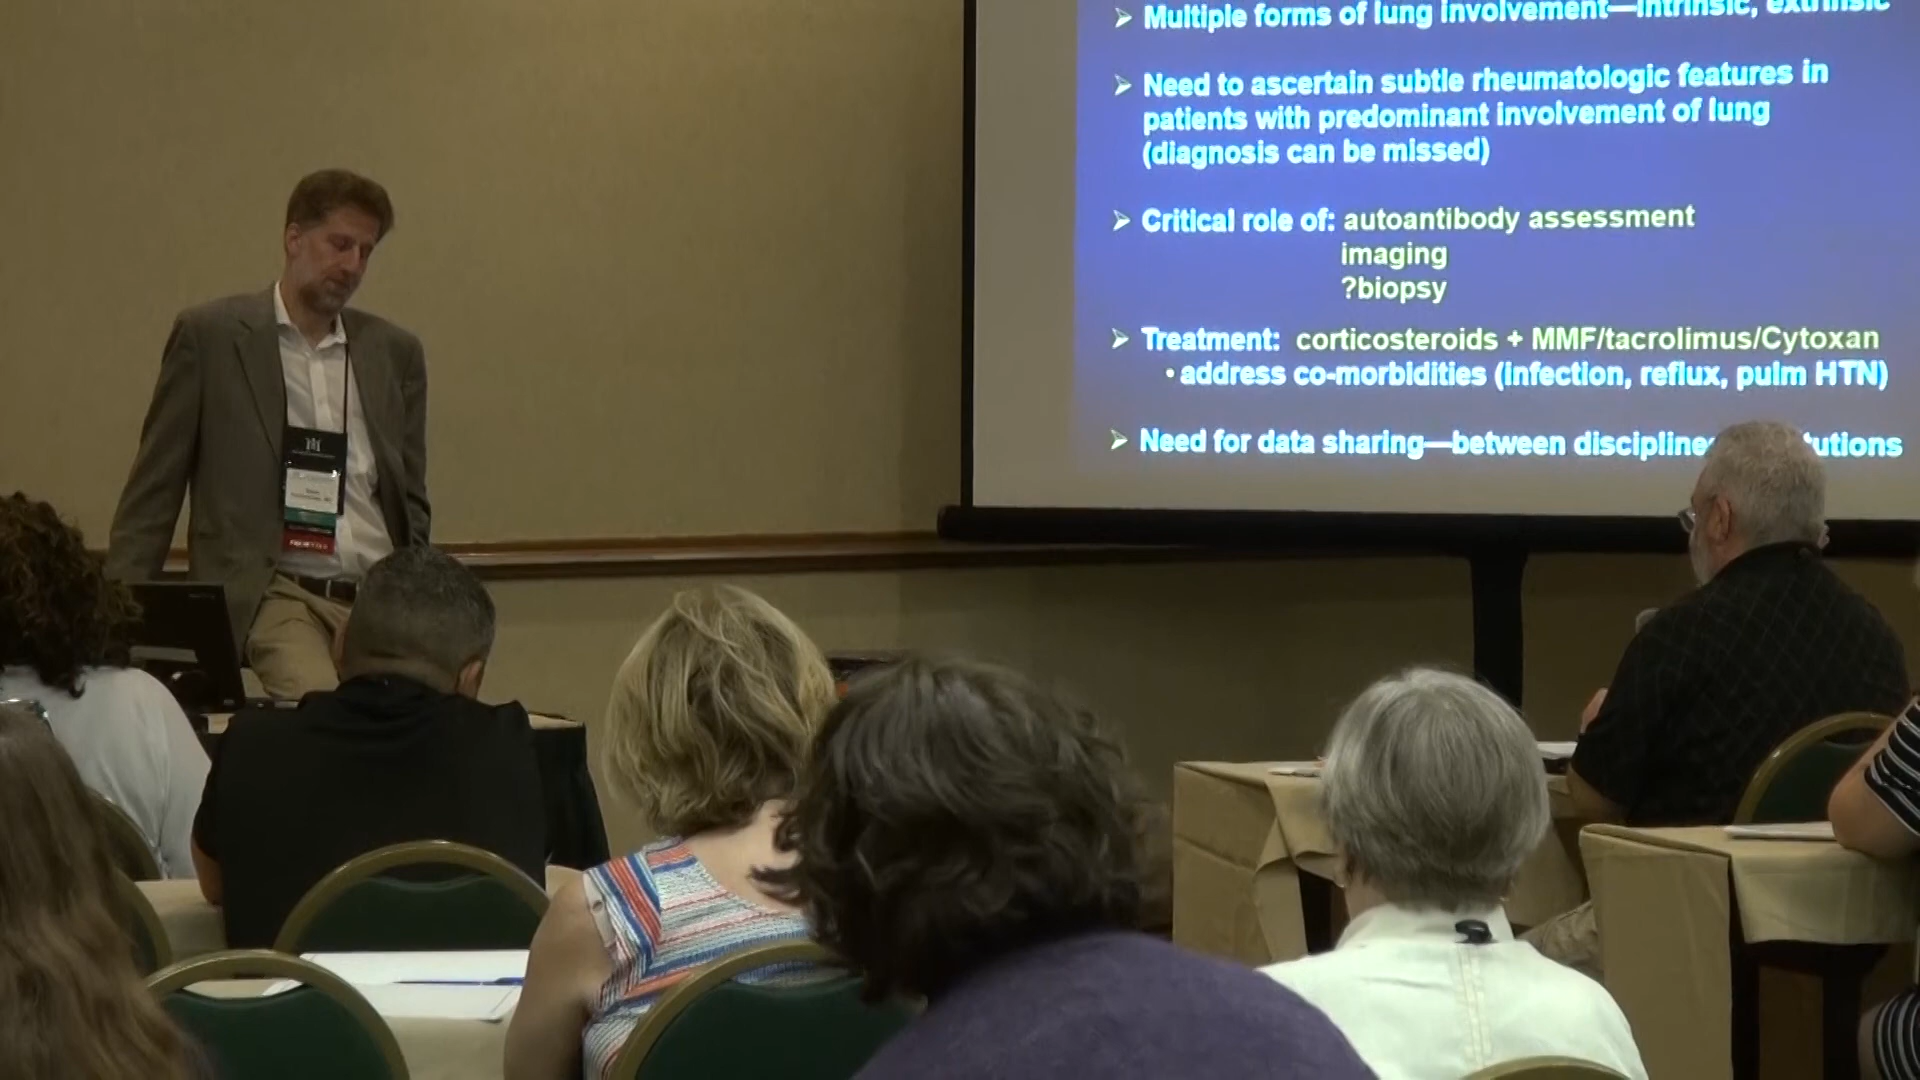 ➢ Multiple forms of lung involvement—intrinsic, extrinsic
➢ Need to ascertain subtle rheumatologic features in
patients with predominant involvement of lung
(diagnosis can be missed)
➢ Critical role of: autoantibody assessment
imaging
?biopsy
➢ Treatment: corticosteroids + MMF/tacrolimus/Cytoxan
• address co-morbidities (infection, reflux, pulm HTN)
➢ Need for data sharing—between